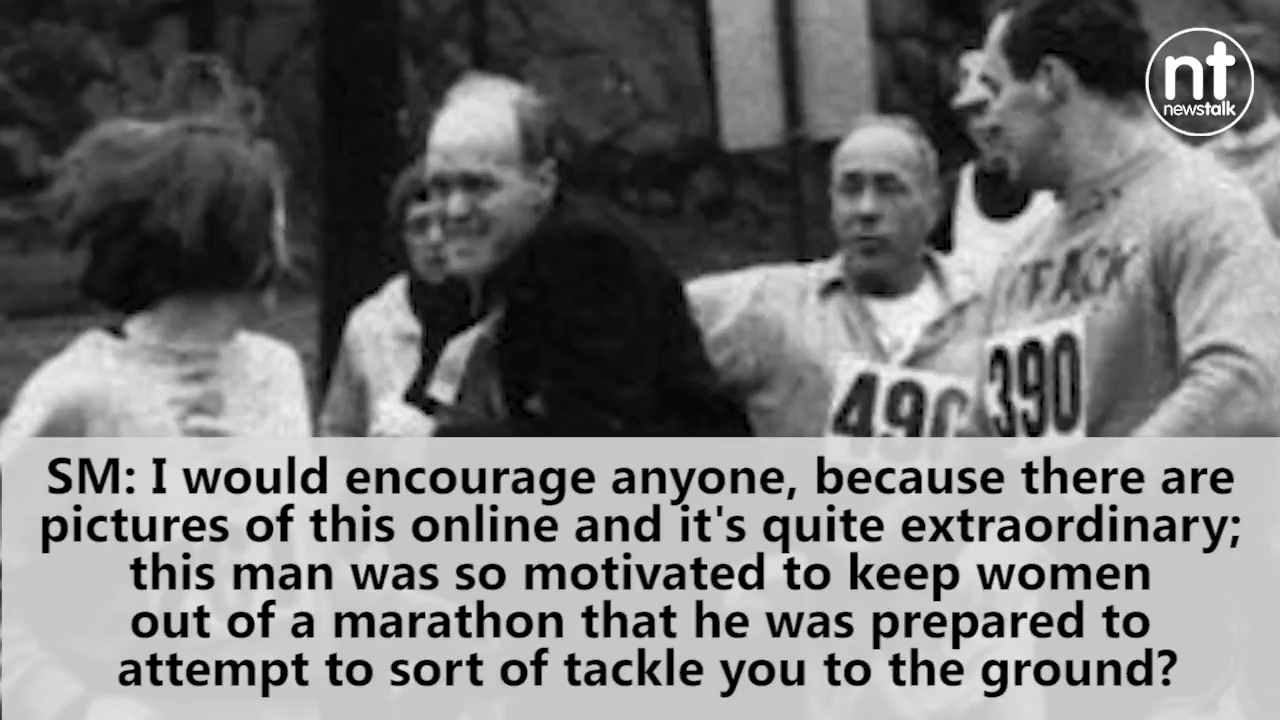 nt
newstalk
390
SM: I would encourage anyone, because there are
pictures of this online and it's quite extraordinary;
this man was so motivated to keep women
out of a marathon that he was prepared to
attempt to sort of tackle you to the ground?